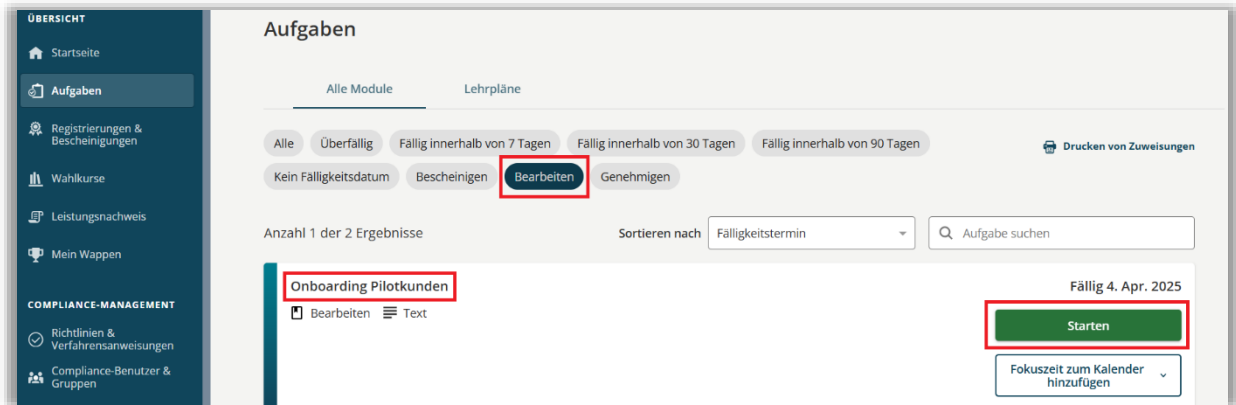 ÜBERSICHT
Startseite
Aufgaben
Registrierungen &
Bescheinigungen
Wahlkurse
Leistungsnachweis
Mein Wappen
COMPLIANCE-MANAGEMENT
Richtlinien &
Verfahrensanweisungen
Compliance-Benutzer &
Gruppen
Aufgaben
Alle Module Lehrpläne
Alle Überfällig Fällig innerhalb von 7 Tagen Fällig innerhalb von 30 Tagen Fällig innerhalb von 90 Tagen
Drucken von Zuweisungen
Kein Fälligkeitsdatum Bescheinigen Bearbeiten Genehmigen
Anzahl 1 der 2 Ergebnisse Sortieren nach Fälligkeitstermin Aufgabe suchen
Onboarding Pilotkunden Fällig 4. Apr. 2025
Bearbeiten Text
Starten
Fokuszeit zum Kalender
hinzufügen